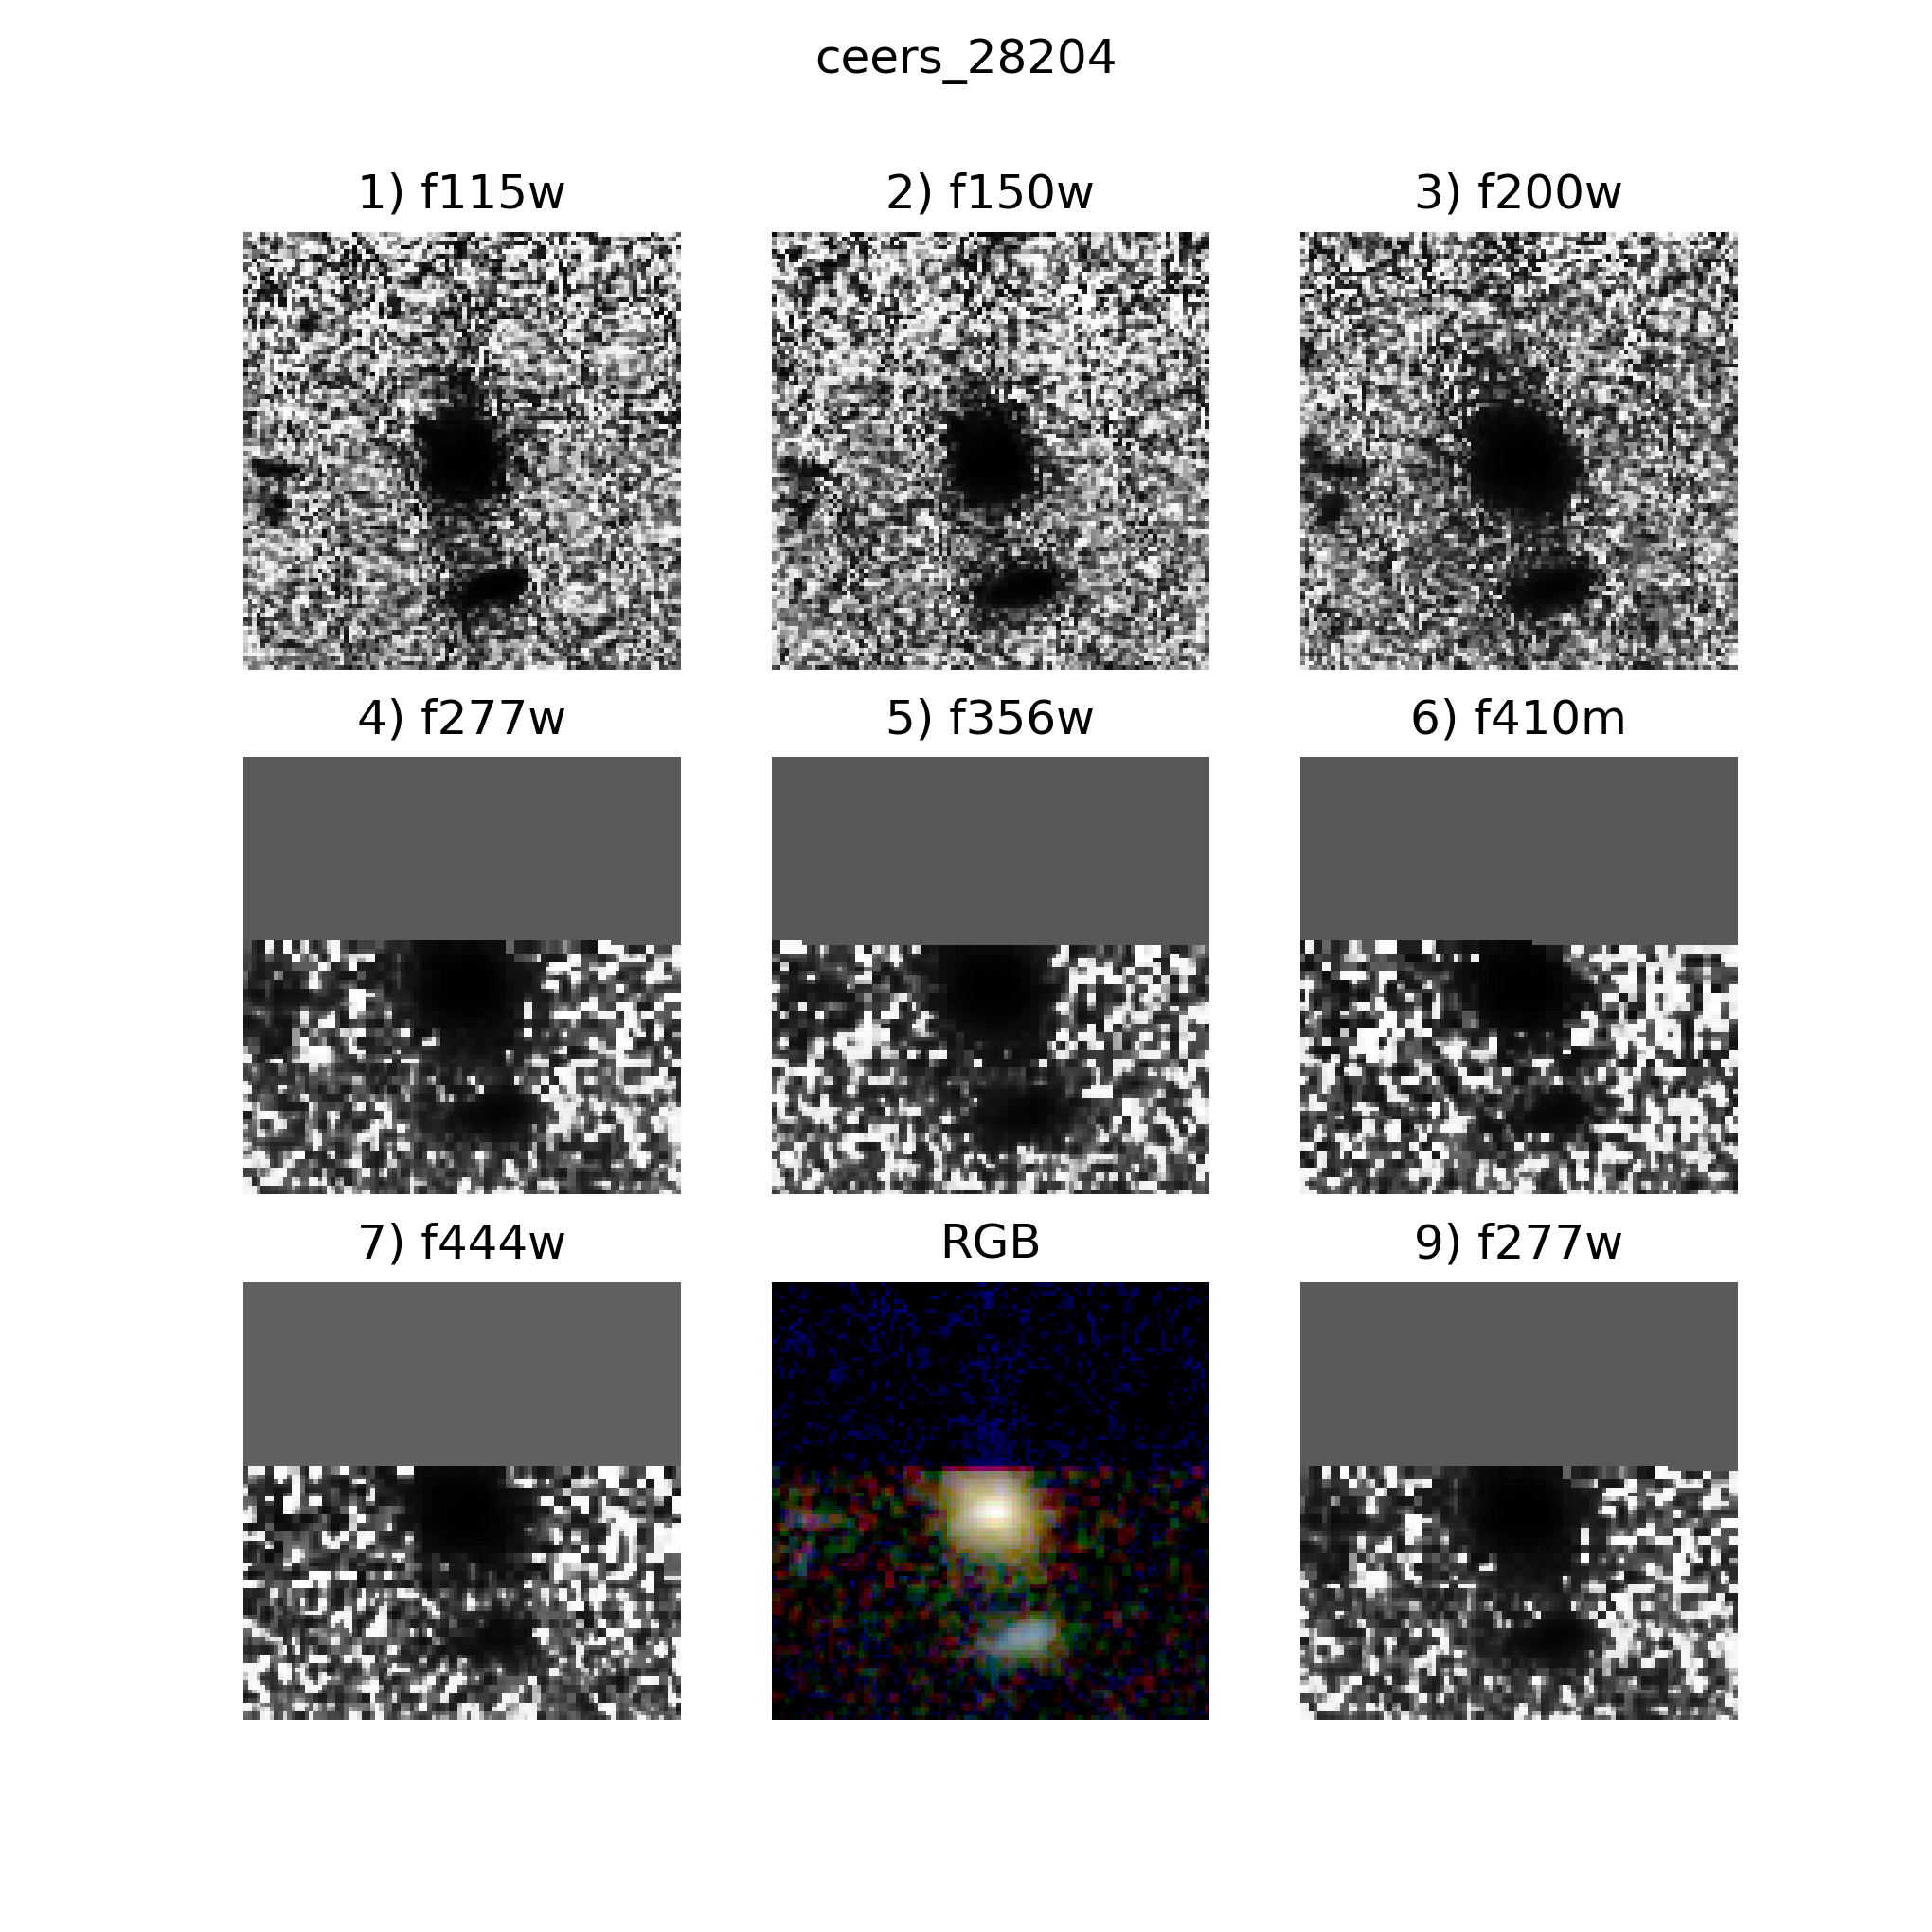 ceers_28204
1) f115w
2) f150w
3) f200w
4) f277w
5) f356w
6) f410m
7) f444w
RGB
9) f277w